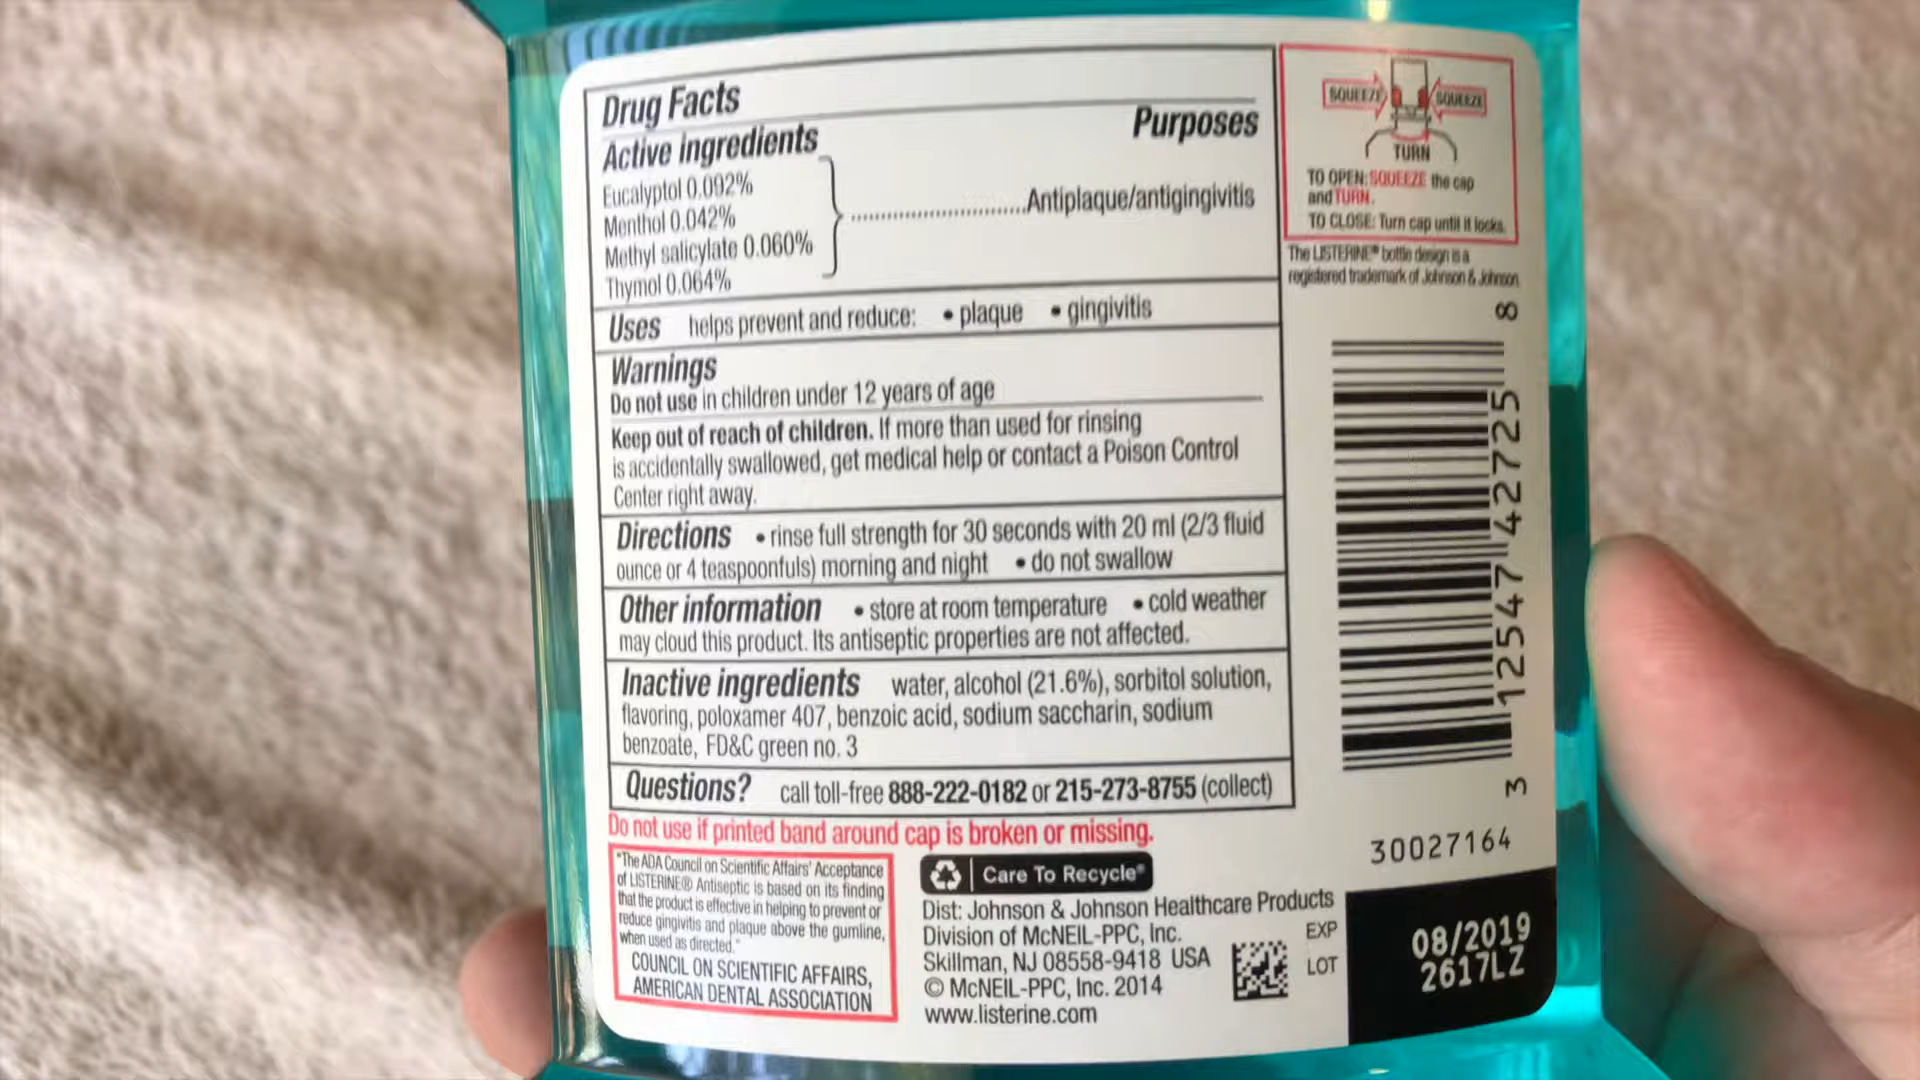 Drug Facts
Active ingredients
Purposes
Eucalyptol 0.092%
Menthol 0.042%
Methyl salicylate 0.060%
Thymol 0.064%
Antiplaque/antigingivitis
Uses helps prevent and reduce: • plaque • gingivitis
Warnings
Do not use in children under 12 years of age
Keep out of reach of children. If more than used for rinsing
is accidentally swallowed, get medical help or contact a Poison Control
Center right away.
Directions • rinse full strength for 30 seconds with 20 ml (2/3 fluid
ounce or 4 teaspoonfuls) morning and night • do not swallow
Other information • store at room temperature • cold weather
may cloud this product. Its antiseptic properties are not affected.
Inactive ingredients water, alcohol (21.6%), sorbitol solution,
flavoring, poloxamer 407, benzoic acid, sodium saccharin, sodium
benzoate, FD&C green no. 3
Questions? call toll-free 888-222-0182 or 215-273-8755 (collect)
Do not use if printed band around cap is broken or missing.
"The ADA Council on Scientific Affairs' Acceptance
of LISTERINE® Antiseptic is based on its finding
that the product is effective in helping to prevent or
reduce gingivitis and plaque above the gumline,
when used as directed."
COUNCIL ON SCIENTIFIC AFFAIRS,
AMERICAN DENTAL ASSOCIATION
Care To Recycle®
Dist: Johnson & Johnson Healthcare Products
Division of McNEIL-PPC, Inc.
Skillman, NJ 08558-9418 USA
© McNEIL-PPC, Inc. 2014
www.listerine.com
SQUEEZE SQUEEZE
TURN
TO OPEN: SQUEEZE the cap
and TURN.
TO CLOSE: Turn cap until it locks.
The LISTERINE® bottle design is a
registered trademark of Johnson & Johnson
3 12547 42725 8
30027164
EXP 08/2019
LOT 2617LZ